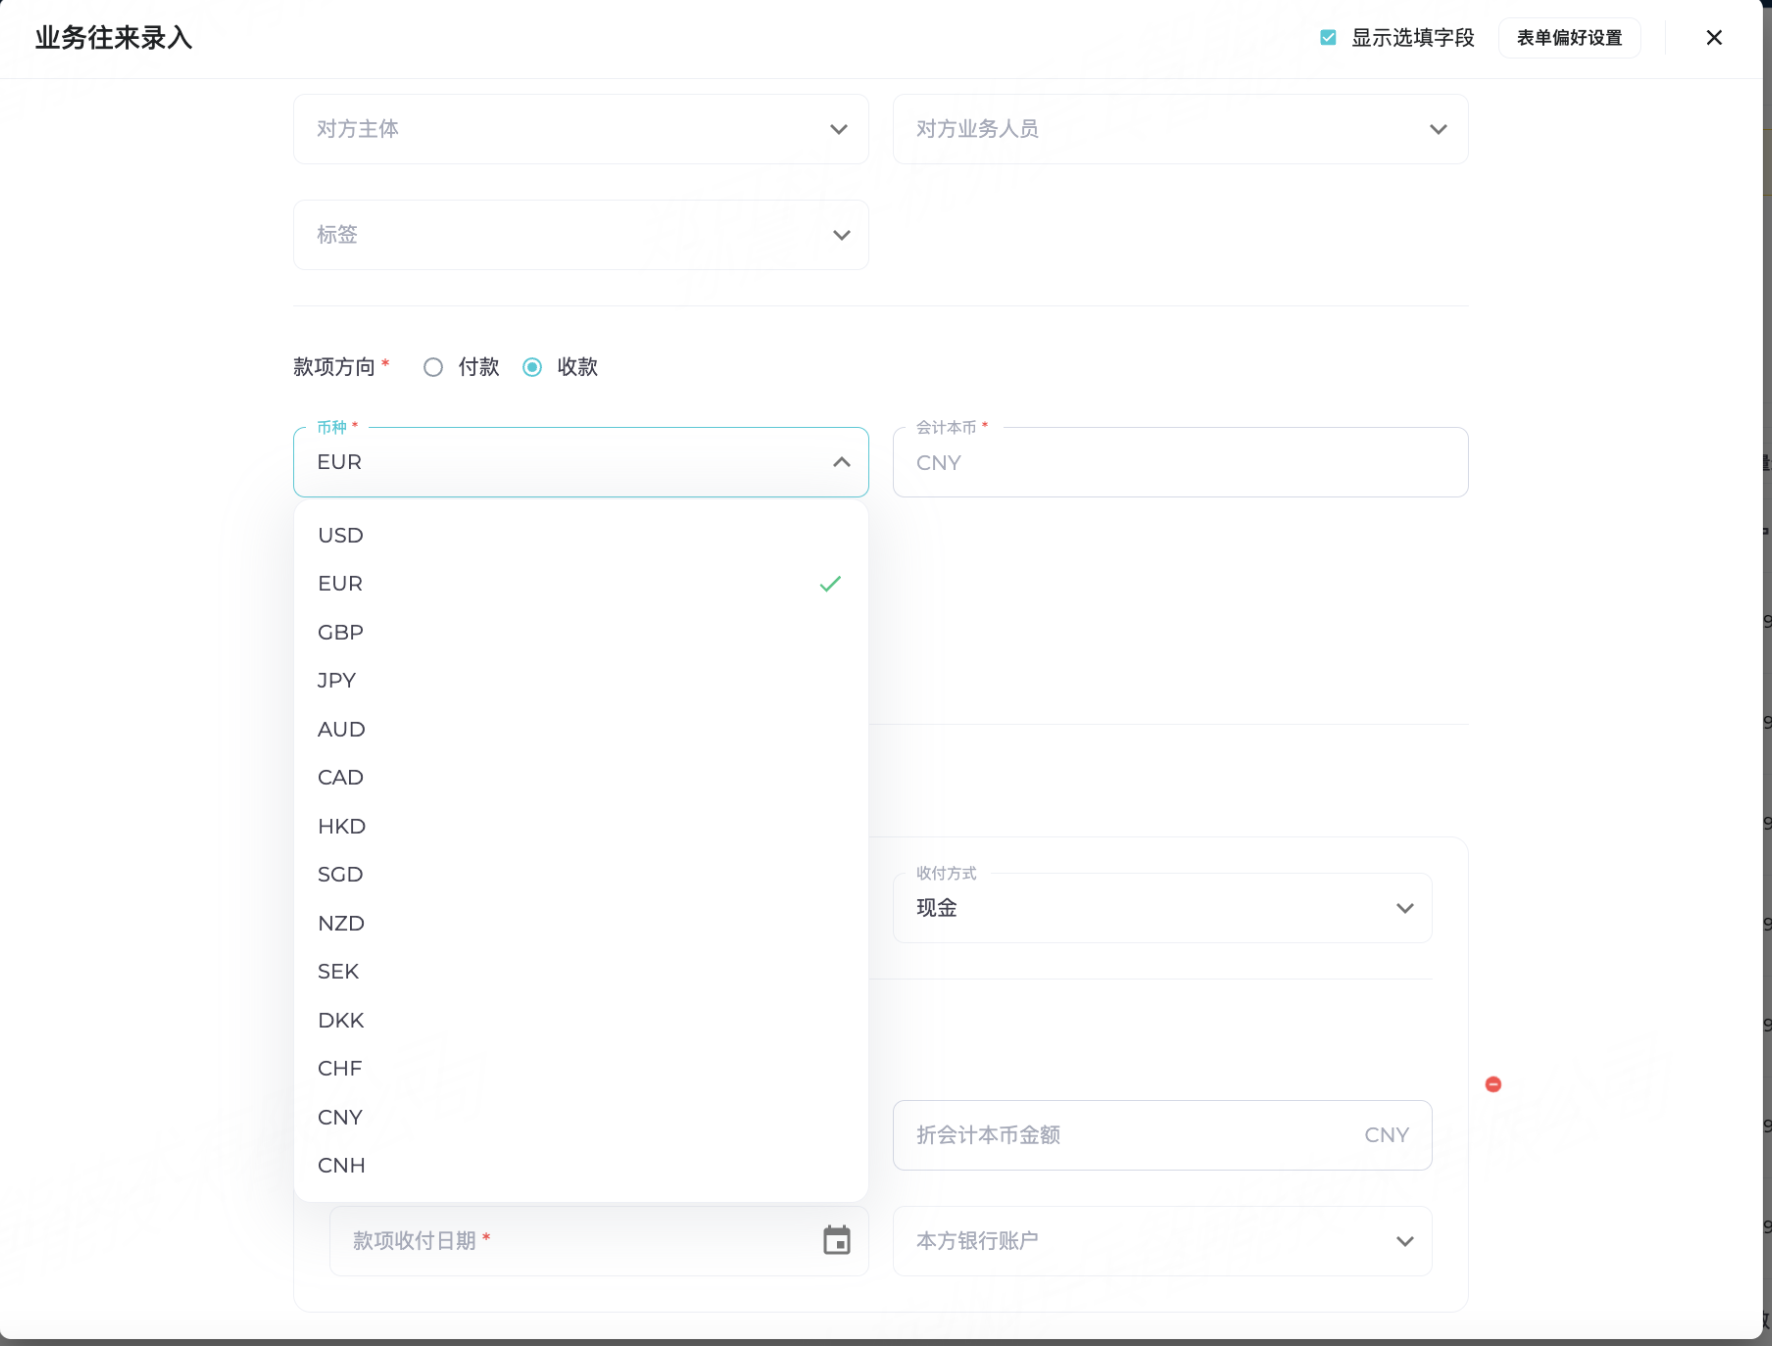 业务往来录入
显示选填字段
表单偏好设置
对方主体
对方业务人员
标签
款项方向 *
付款
收款
币种 *
EUR
会计本币 *
CNY
USD
EUR
GBP
JPY
AUD
CAD
HKD
SGD
NZD
SEK
DKK
CHF
CNY
CNH
收付方式
现金
折会计本币金额
CNY
款项收付日期 *
本方银行账户